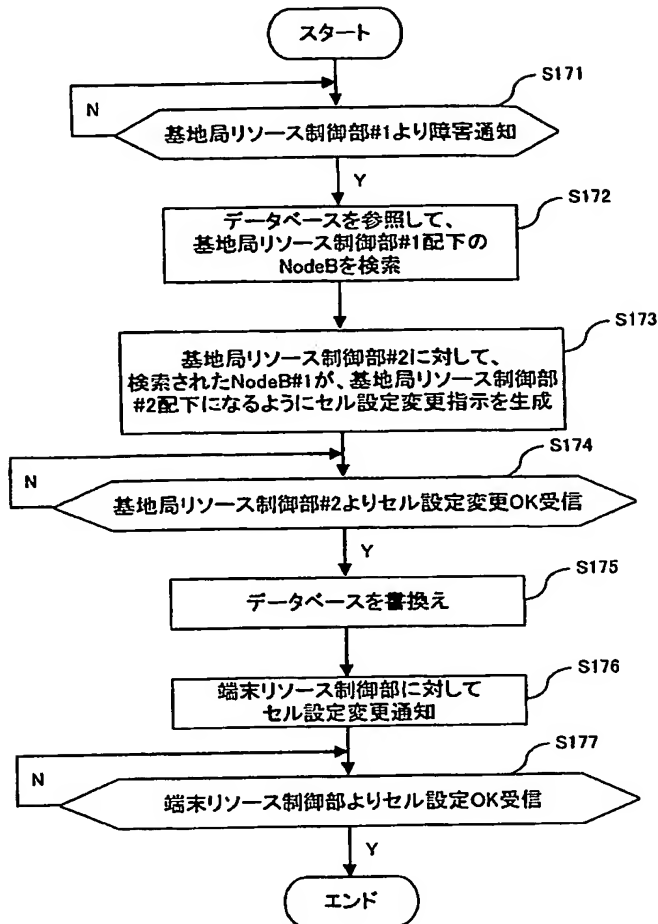 スタート
S171
N
基地局リソース制御部#1より障害通知
Y
S172
データベースを参照して、
基地局リソース制御部#1配下の
NodeBを検索
S173
基地局リソース制御部#2に対して、
検索されたNodeB#1が、基地局リソース制御部
#2配下になるようにセル設定変更指示を生成
S174
N
基地局リソース制御部#2よりセル設定変更OK受信
Y
S175
データベースを書換え
S176
端末リソース制御部に対して
セル設定変更通知
S177
N
端末リソース制御部よりセル設定OK受信
Y
エンド